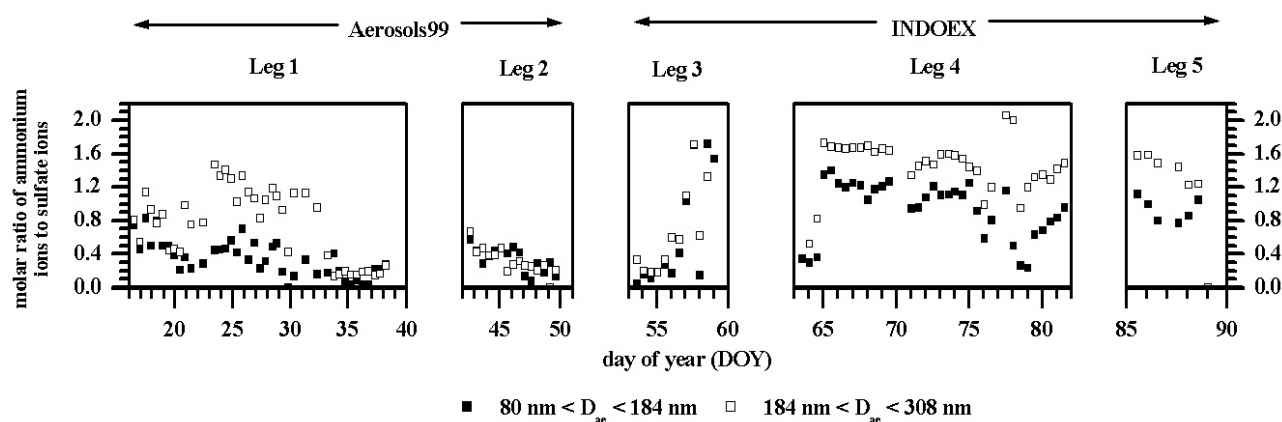 Aerosols99 INDOEX
Leg 1 Leg 2 Leg 3 Leg 4 Leg 5
molar ratio of ammonium
ions to sulfate ions
2.0 2.0
1.6 1.6
1.2 1.2
0.8 0.8
0.4 0.4
0.0 0.0
20 25 30 35 40 45 50 55 60 65 70 75 80 85 90
day of year (DOY)
80 nm < D_ae < 184 nm 184 nm < D_ae < 308 nm